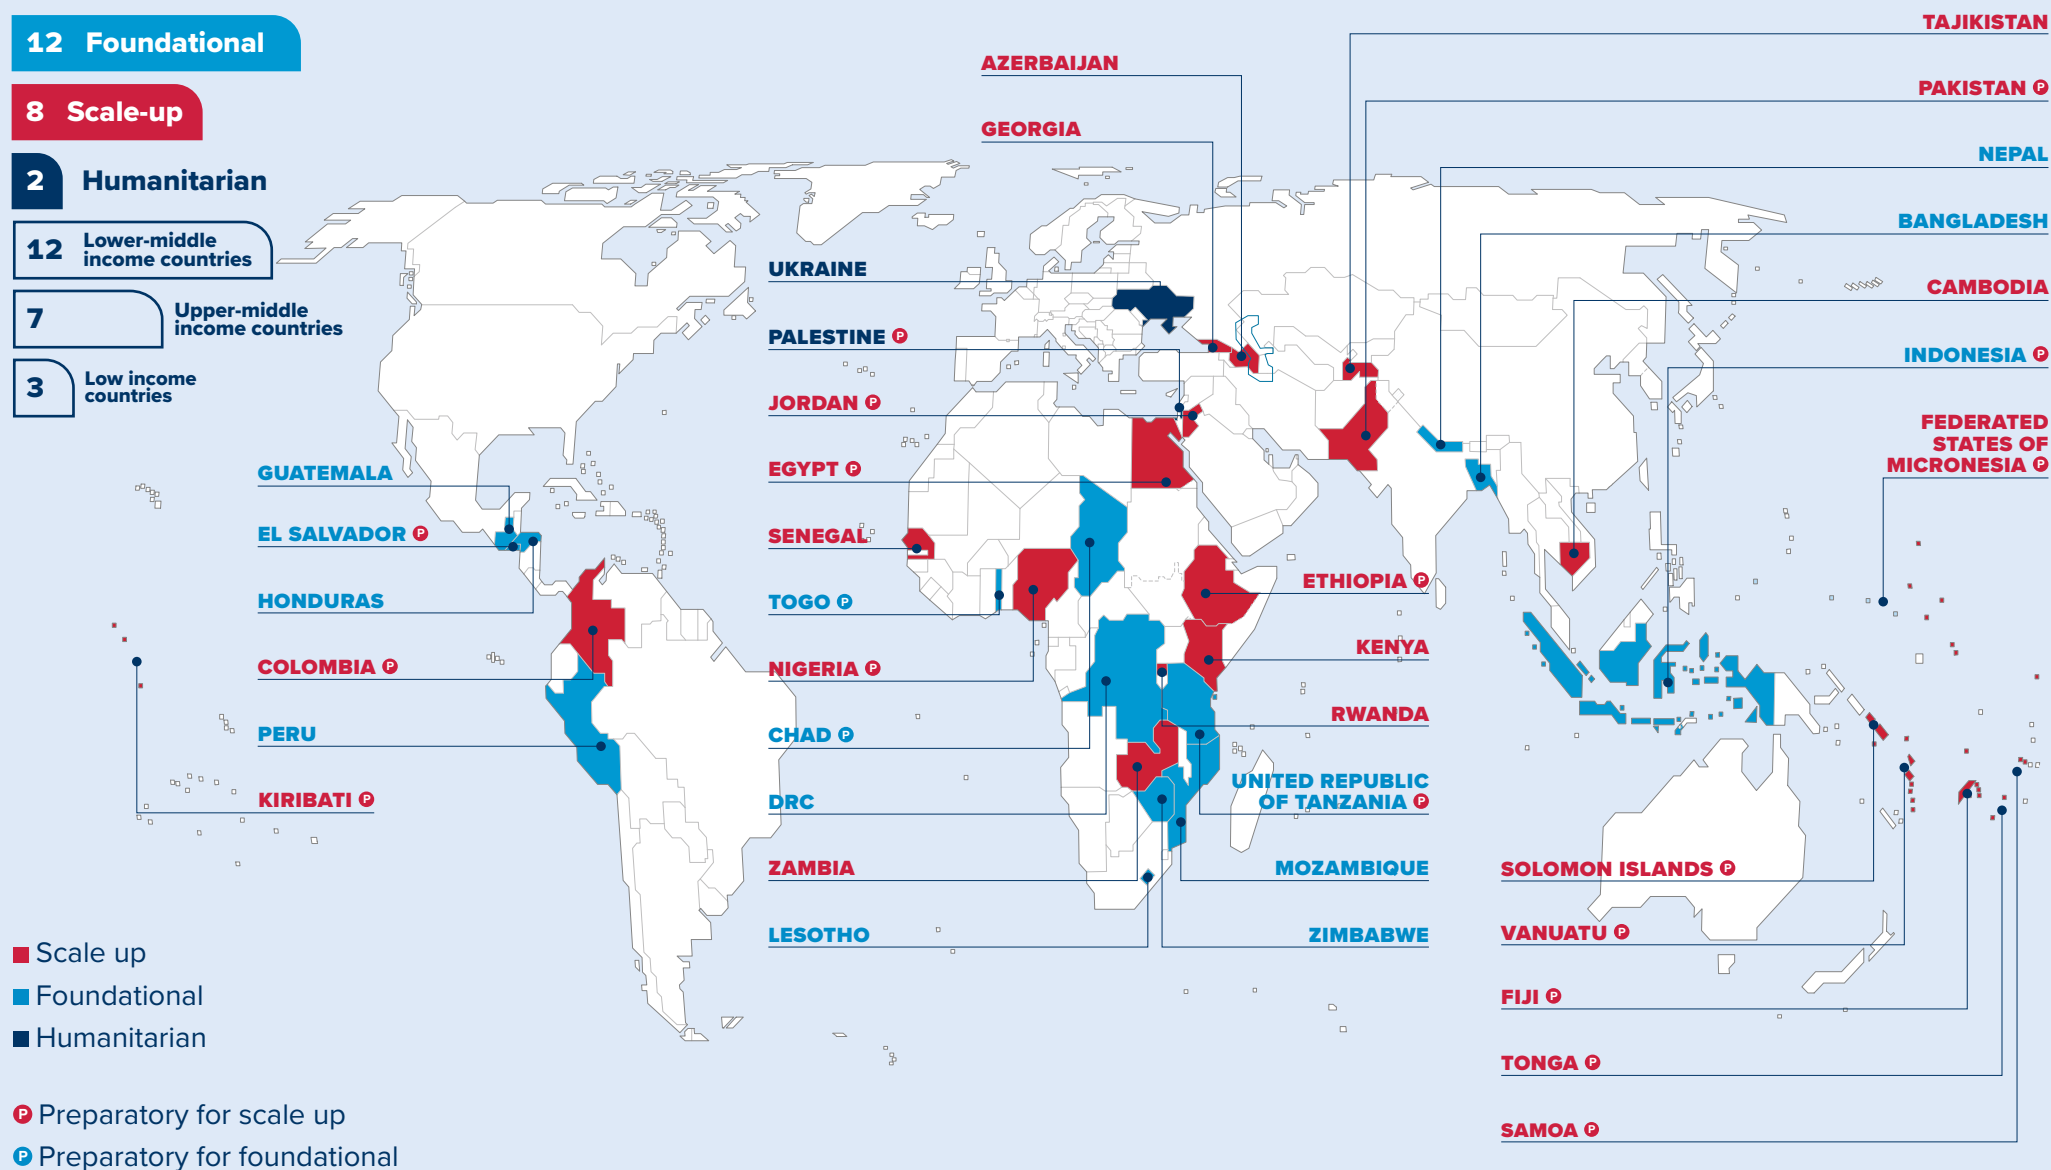 12 Foundational
8 Scale-up
2 Humanitarian
12 Lower-middle
income countries
7 Upper-middle
income countries
3 Low income
countries
GUATEMALA
EL SALVADOR P
HONDURAS
COLOMBIA P
PERU
KIRIBATI P
AZERBAIJAN
GEORGIA
UKRAINE
PALESTINE P
JORDAN P
EGYPT P
SENEGAL
TOGO P
NIGERIA P
CHAD P
DRC
ZAMBIA
LESOTHO
ETHIOPIA P
KENYA
RWANDA
UNITED REPUBLIC
OF TANZANIA P
MOZAMBIQUE
ZIMBABWE
TAJIKISTAN
PAKISTAN P
NEPAL
BANGLADESH
CAMBODIA
INDONESIA P
FEDERATED
STATES OF
MICRONESIA P
SOLOMON ISLANDS P
VANUATU P
FIJI P
TONGA P
SAMOA P
Scale up
Foundational
Humanitarian
P Preparatory for scale up
P Preparatory for foundational